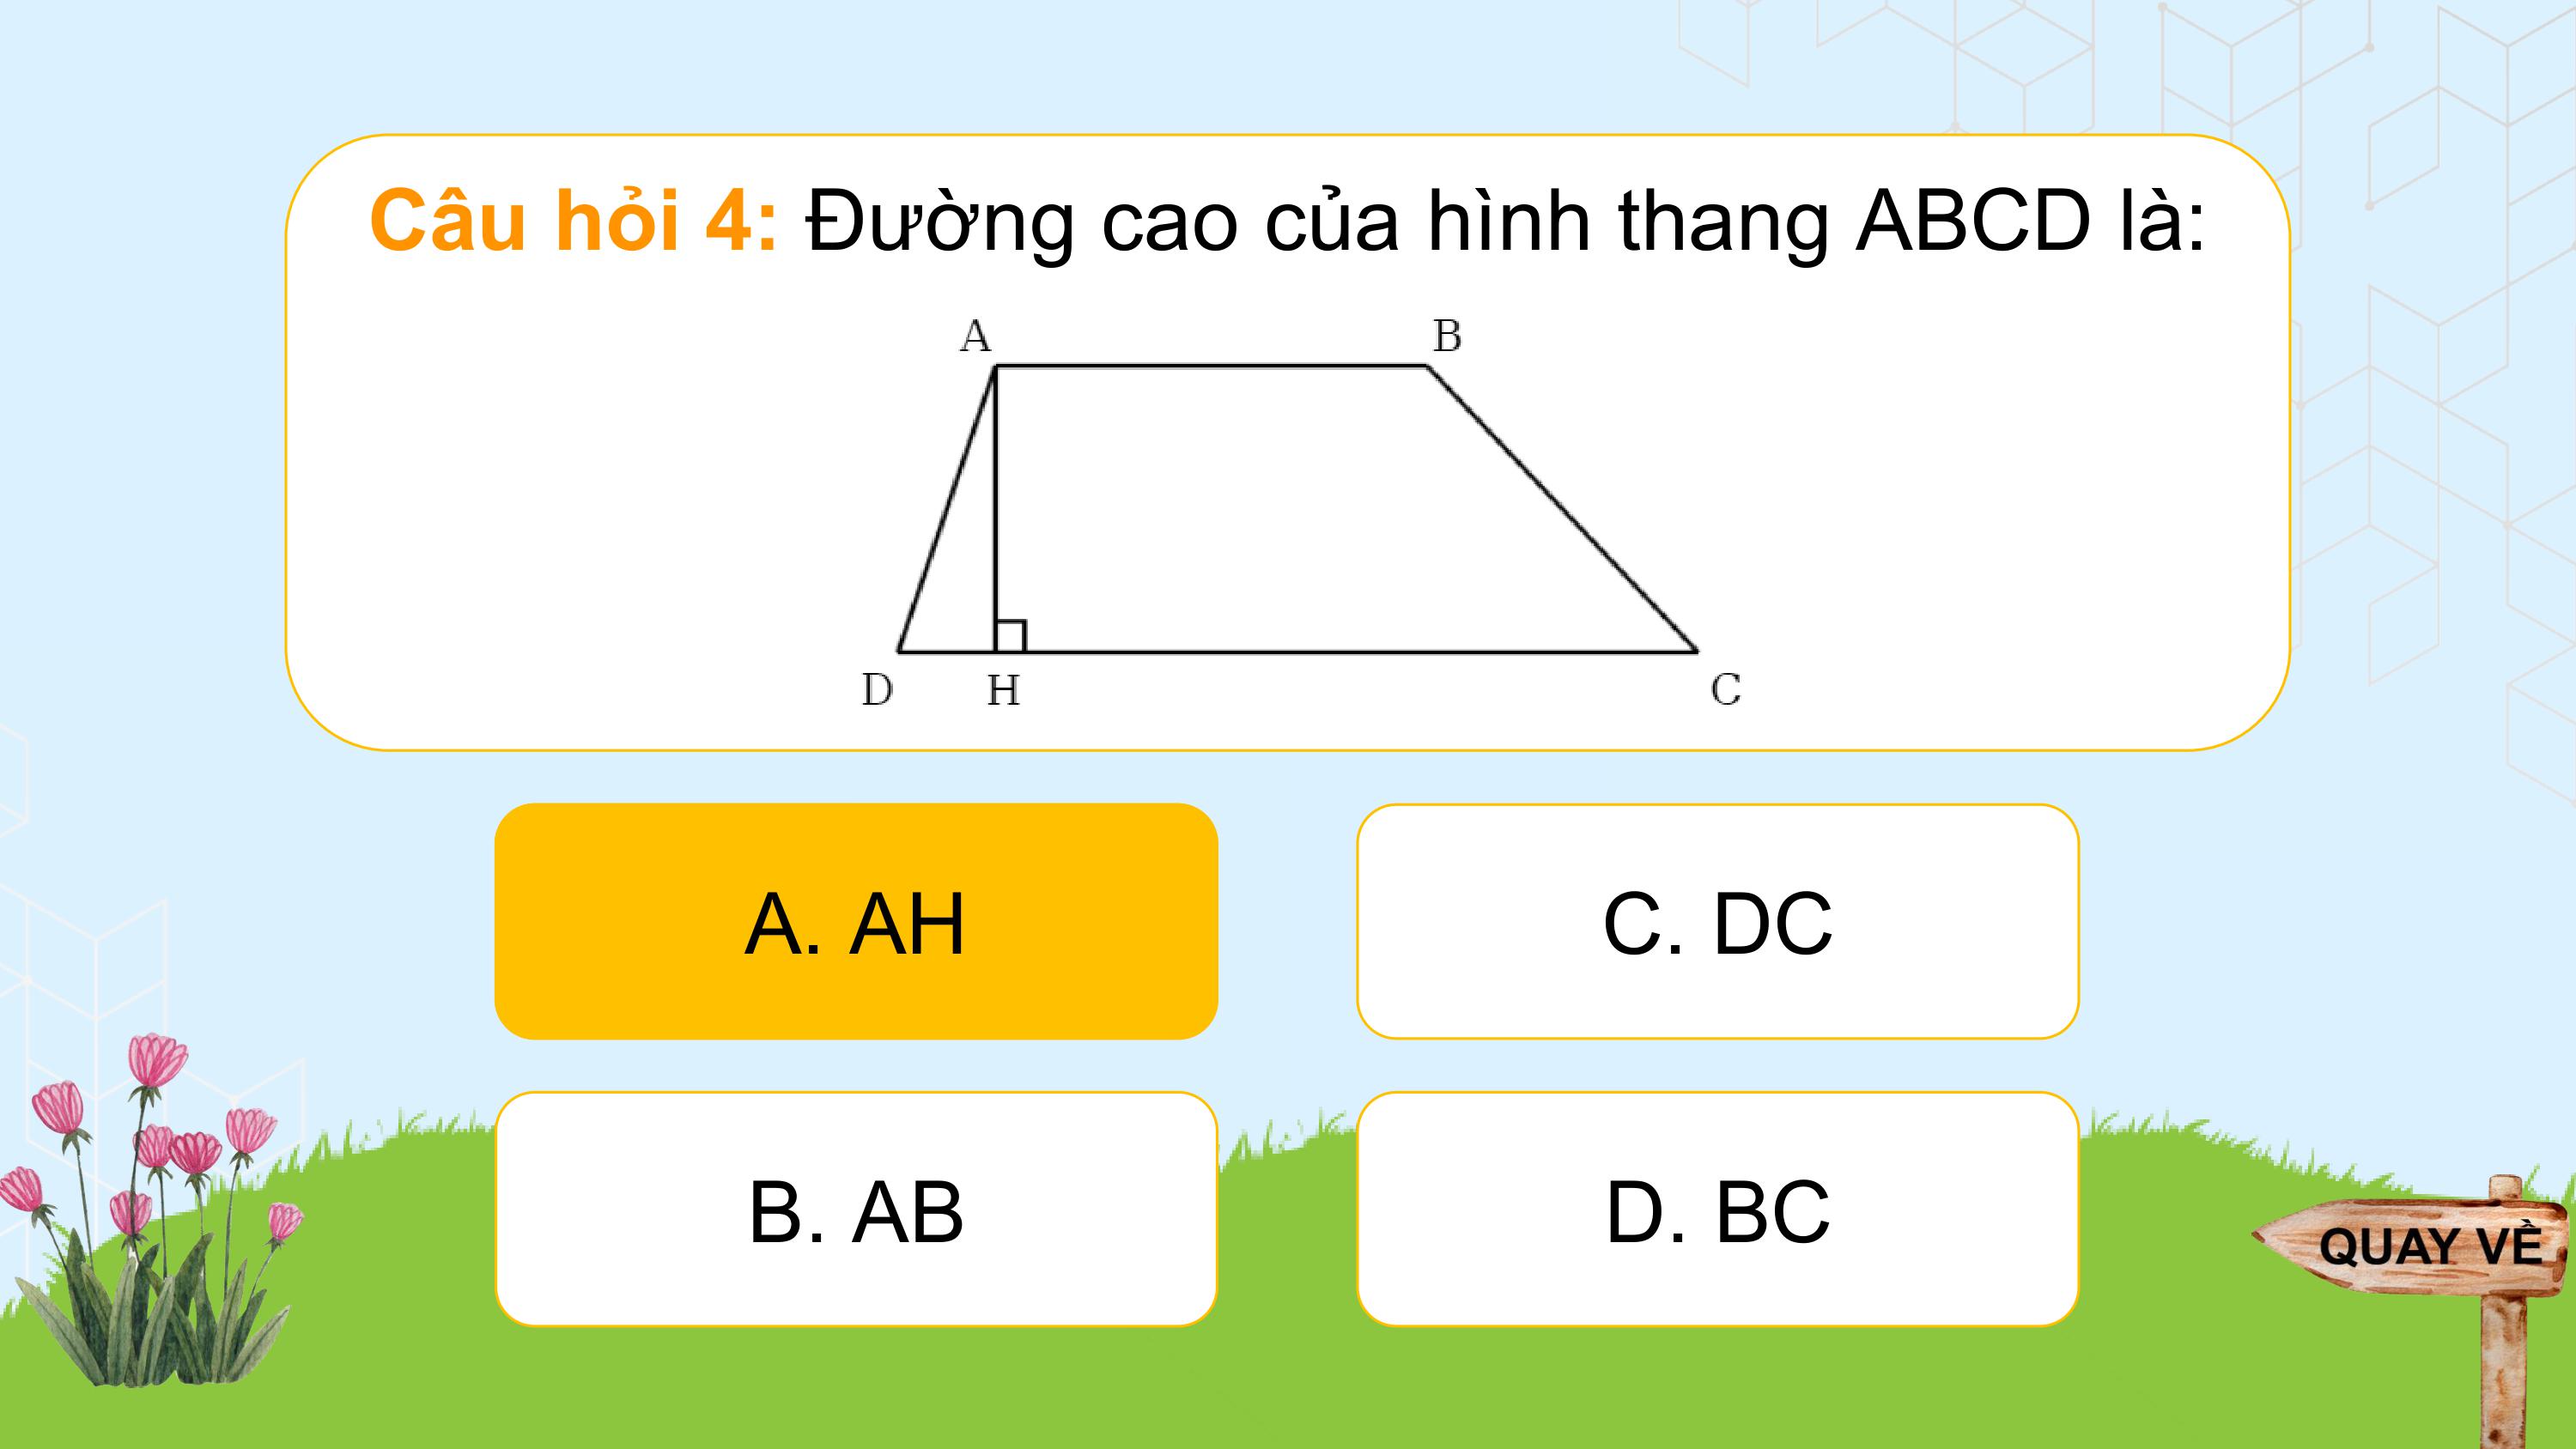 Câu hỏi 4: Đường cao của hình thang ABCD là:
A B
D H C
A. AH
C. DC
B. AB
D. BC
QUAY VỀ